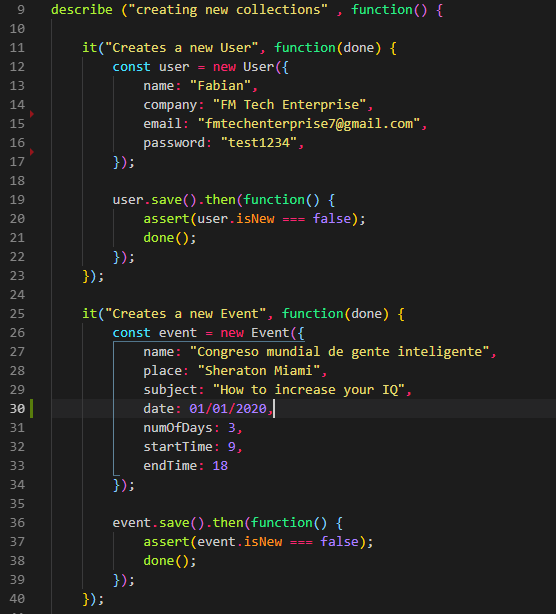 9 describe ("creating new collections" , function() {
10
11 it("Creates a new User", function(done) {
12 const user = new User({
13 name: "Fabian",
14 company: "FM Tech Enterprise",
15 email: "fmtechenterprise7@gmail.com",
16 password: "test1234",
17 });
18
19 user.save().then(function() {
20 assert(user.isNew === false);
21 done();
22 });
23 });
24
25 it("Creates a new Event", function(done) {
26 const event = new Event({
27 name: "Congreso mundial de gente inteligente",
28 place: "Sheraton Miami",
29 subject: "How to increase your IQ",
30 date: 01/01/2020,
31 numOfDays: 3,
32 startTime: 9,
33 endTime: 18
34 });
35
36 event.save().then(function() {
37 assert(event.isNew === false);
38 done();
39 });
40 });